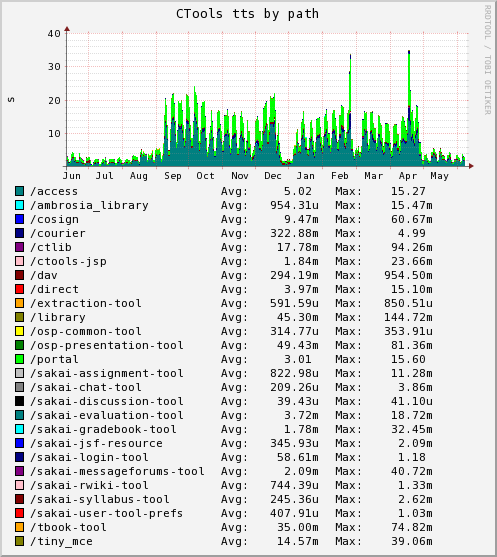 CTools tts by path
RRDTOOL / TOBI OETIKER
s
40
30
20
10
Jun Jul Aug Sep Oct Nov Dec Jan Feb Mar Apr May
/access Avg: 5.02 Max: 15.27
/ambrosia_library Avg: 954.31u Max: 15.47m
/cosign Avg: 9.47m Max: 60.67m
/courier Avg: 322.88m Max: 4.99
/ctlib Avg: 17.78m Max: 94.26m
/ctools-jsp Avg: 1.84m Max: 23.66m
/dav Avg: 294.19m Max: 954.50m
/direct Avg: 3.97m Max: 15.10m
/extraction-tool Avg: 591.59u Max: 850.51u
/library Avg: 45.30m Max: 144.72m
/osp-common-tool Avg: 314.77u Max: 353.91u
/osp-presentation-tool Avg: 49.43m Max: 81.36m
/portal Avg: 3.01 Max: 15.60
/sakai-assignment-tool Avg: 822.98u Max: 11.28m
/sakai-chat-tool Avg: 209.26u Max: 3.86m
/sakai-discussion-tool Avg: 39.43u Max: 41.10u
/sakai-evaluation-tool Avg: 3.72m Max: 18.72m
/sakai-gradebook-tool Avg: 1.78m Max: 32.45m
/sakai-jsf-resource Avg: 345.93u Max: 2.09m
/sakai-login-tool Avg: 58.61m Max: 1.18
/sakai-messageforums-tool Avg: 2.09m Max: 40.72m
/sakai-rwiki-tool Avg: 744.39u Max: 1.33m
/sakai-syllabus-tool Avg: 245.36u Max: 2.62m
/sakai-user-tool-prefs Avg: 407.91u Max: 1.03m
/tbook-tool Avg: 35.00m Max: 74.82m
/tiny_mce Avg: 14.57m Max: 39.06m